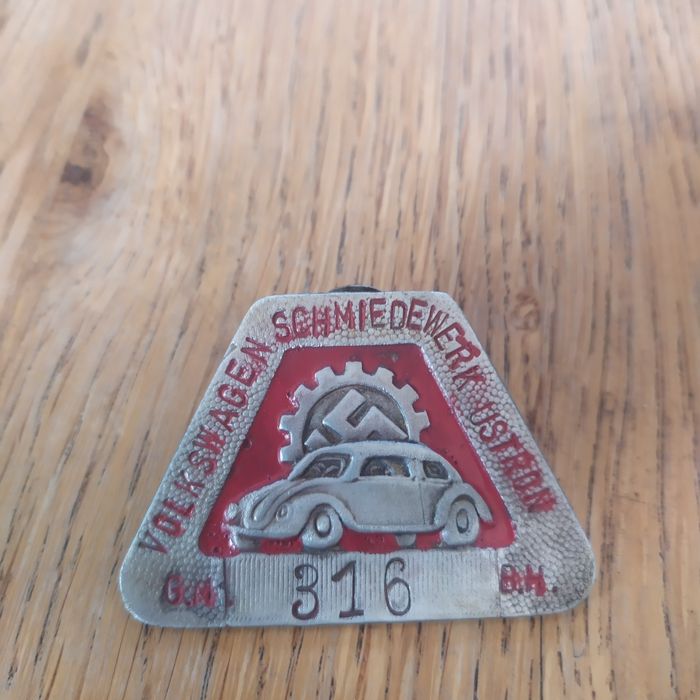 VOLKSWAGEN SCHMIEDEWERK USTRON
G.M. 316 B.H.